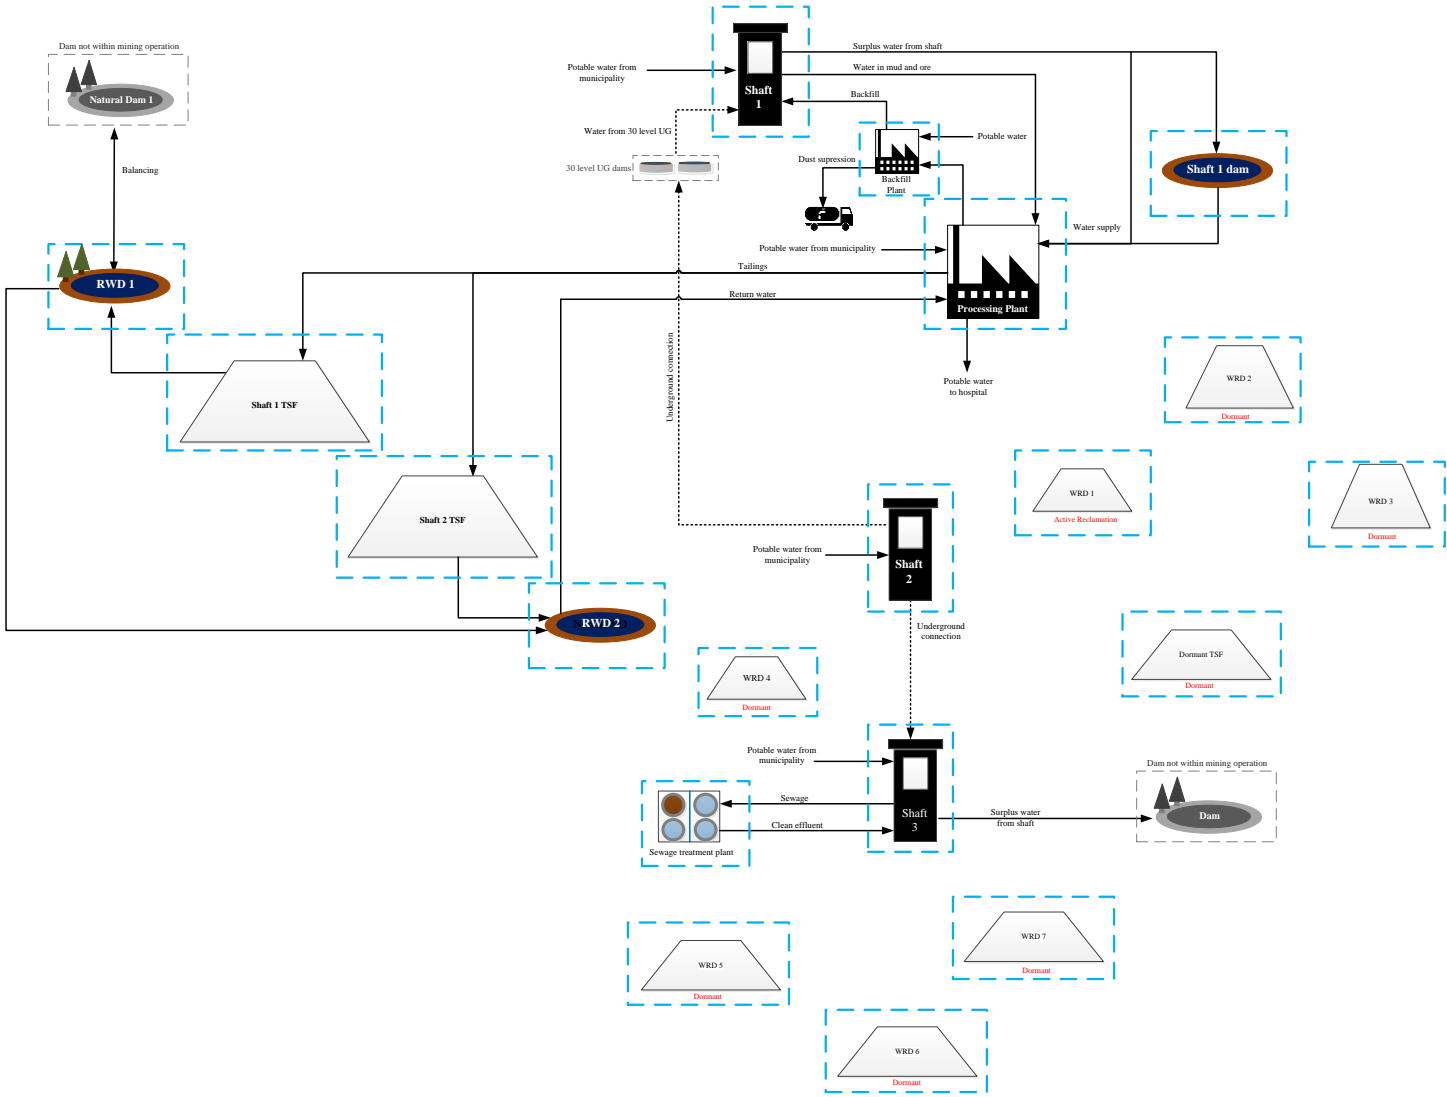 Dam not within mining operation
Natural Dam 1
Balancing
RWD 1
Potable water from
municipality
Shaft
1
Surplus water from shaft
Water in mud and ore
Backfill
Water from 30 level UG
30 level UG dams
Dust supression
Backfill
Plant
Potable water
Shaft 1 dam
Water supply
Potable water from municipality
Tailings
Return water
Processing Plant
Potable water
to hospital
Underground connection
Shaft 1 TSF
Shaft 2 TSF
RWD 2
WRD 2
Dormant
WRD 1
Active Reclamation
WRD 3
Dormant
Potable water from
municipality
Shaft
2
Underground
connection
Dormant TSF
Dormant
WRD 4
Dormant
Potable water from
municipality
Sewage
Clean effluent
Sewage treatment plant
Shaft
3
Surplus water
from shaft
Dam not within mining operation
Dam
WRD 5
Dormant
WRD 7
Dormant
WRD 6
Dormant